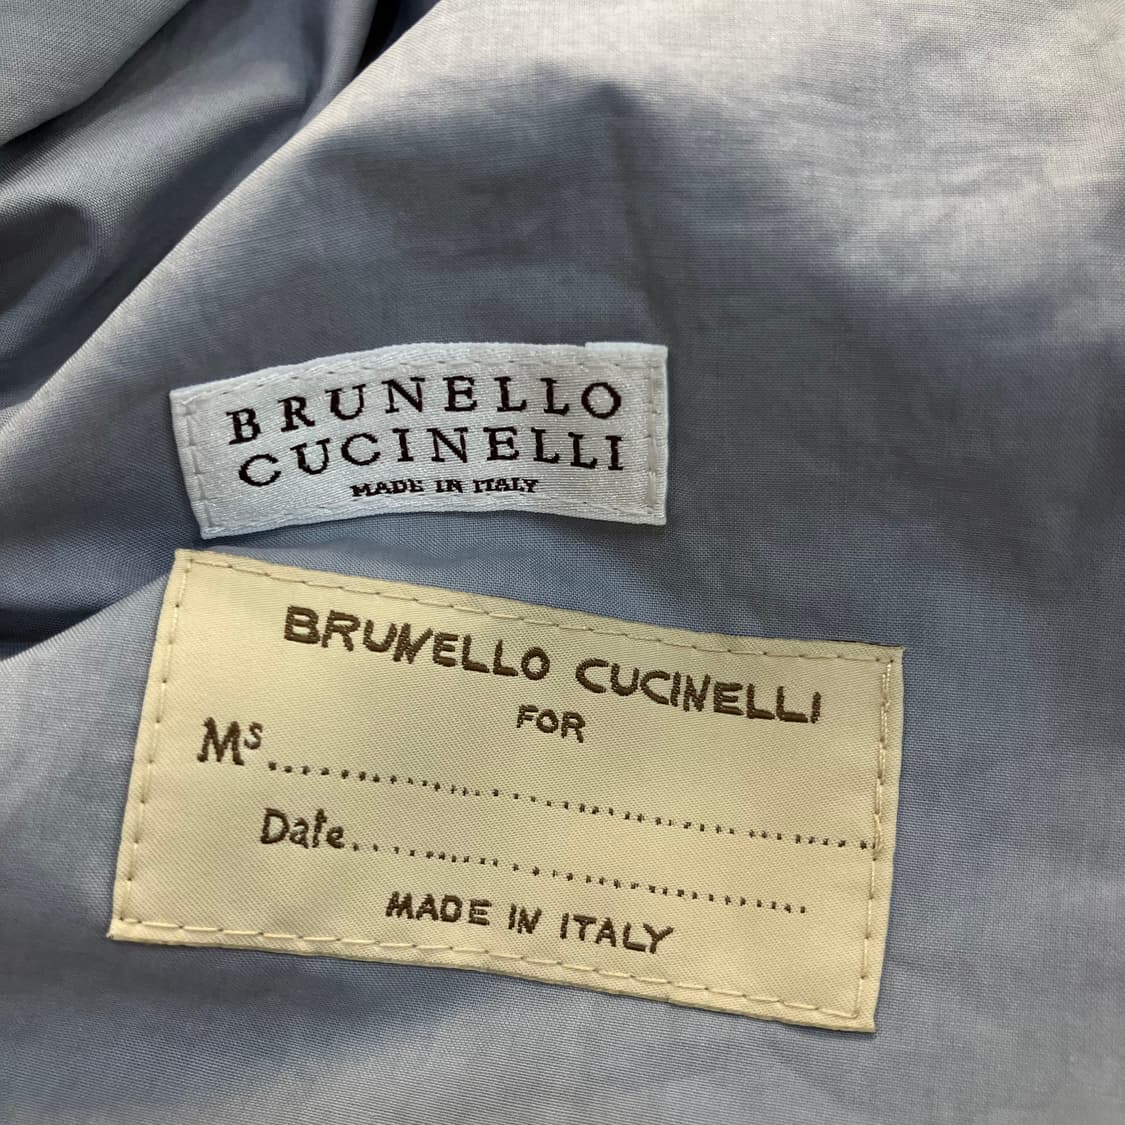 BRUNELLO
CUCINELLI
MADE IN ITALY
BRUNELLO CUCINELLI
FOR
Ms................................................
Date................................................
MADE IN ITALY